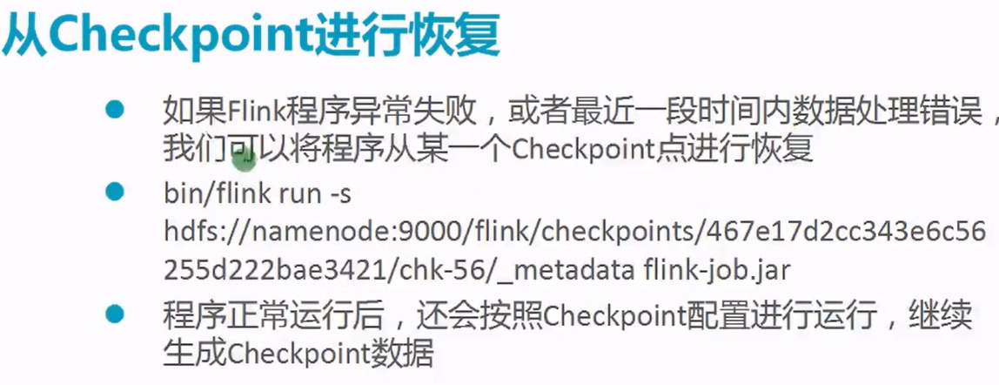 从Checkpoint进行恢复
如果Flink程序异常失败，或者最近一段时间内数据处理错误，
我们可以将程序从某一个Checkpoint点进行恢复
bin/flink run -s
hdfs://namenode:9000/flink/checkpoints/467e17d2cc343e6c56
255d222bae3421/chk-56/_metadata flink-job.jar
程序正常运行后，还会按照Checkpoint配置进行运行，继续
生成Checkpoint数据